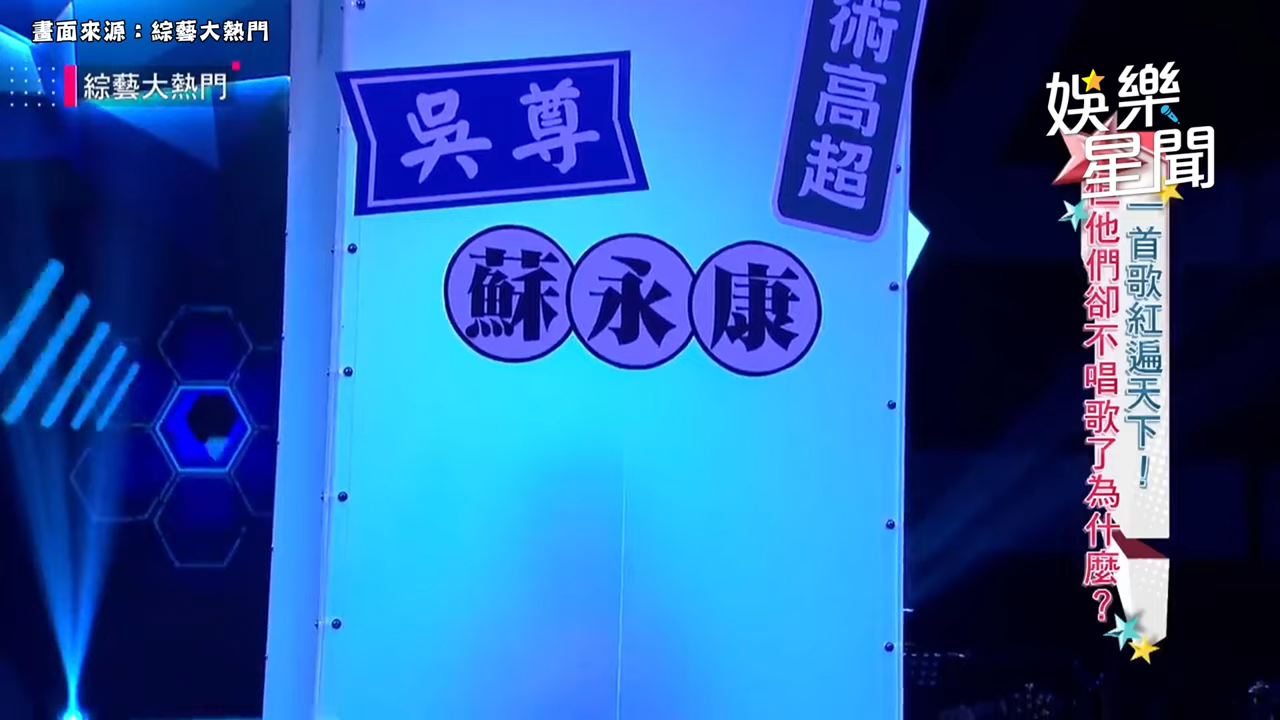 畫面來源：綜藝大熱門
綜藝大熱門
吳尊
術高超
蘇永康
娛樂
星聞
一首歌紅遍天下！
他們卻不唱歌了為什麼？